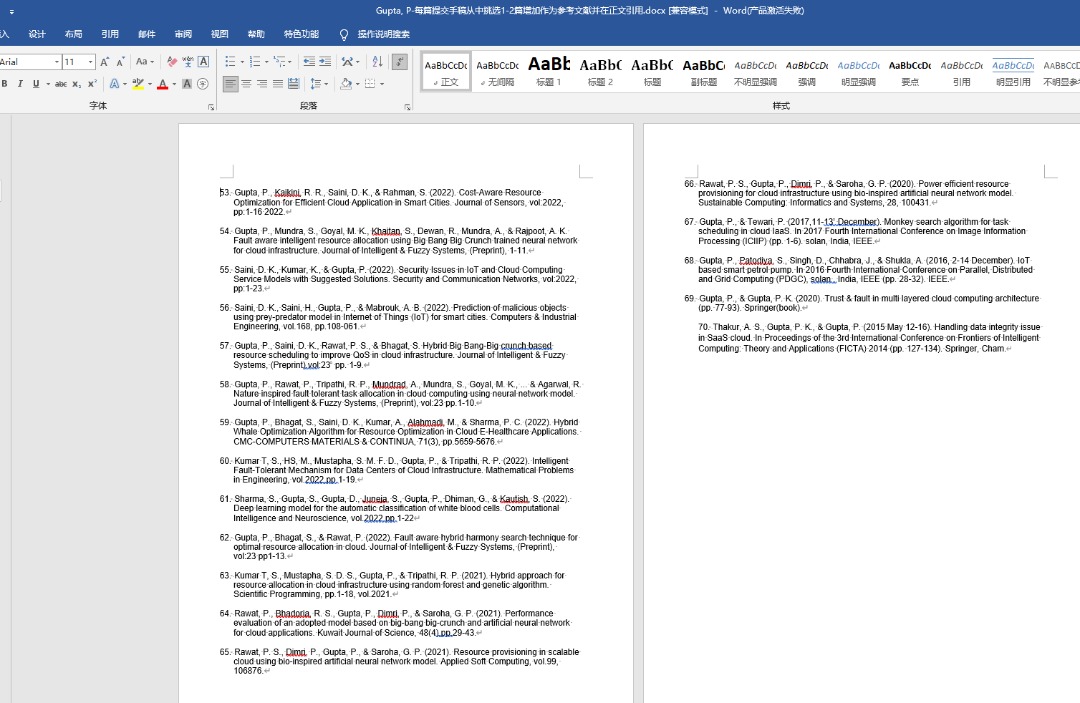 Gupta, P-每篇提交手稿从中挑选1-2篇增加作为参考文献并在正文引用.docx [兼容模式] - Word(产品激活失败)
入 设计 布局 引用 邮件 审阅 视图 帮助 特色功能 操作说明搜索
Arial 11 A A Aa A
B I U abc x₂ x² A A A
字体 段落 样式
AaBbCcDc AaBbCcDc AaBb AaBbC AaBbC AaBbC AaBbCcDc AaBbCcDc AaBbCcDc AaBbCcDc AaBbCcDc AaBbCcDc AaBbCcD
正文 无间隔 标题 1 标题 2 标题 副标题 不明显强调 强调 明显强调 要点 引用 明显引用 不明显参
53. Gupta, P., Kaikini, R. R., Saini, D. K., & Rahman, S. (2022). Cost-Aware Resource
Optimization for Efficient Cloud Application in Smart Cities. Journal of Sensors, vol:2022,
pp:1-16 2022.
54. Gupta, P., Mundra, S., Goyal, M. K., Khaitan, S., Dewan, R., Mundra, A., & Rajpoot, A. K.
Fault aware intelligent resource allocation using Big Bang Big Crunch trained neural network
for cloud infrastructure. Journal of Intelligent & Fuzzy Systems, (Preprint), 1-11.
55. Saini, D. K., Kumar, K., & Gupta, P. (2022). Security Issues in IoT and Cloud Computing
Service Models with Suggested Solutions. Security and Communication Networks, vol:2022,
pp:1-23.
56. Saini, D. K., Saini, H., Gupta, P., & Mabrouk, A. B. (2022). Prediction of malicious objects
using prey-predator model in Internet of Things (IoT) for smart cities. Computers & Industrial
Engineering, vol.168, pp.108-061.
57. Gupta, P., Saini, D. K., Rawat, P. S., & Bhagat, S. Hybrid Big Bang-Big crunch based
resource scheduling to improve QoS in cloud infrastructure. Journal of Intelligent & Fuzzy
Systems, (Preprint),vol:23' pp. 1-9.
58. Gupta, P., Rawat, P., Tripathi, R. P., Mundrad, A., Mundra, S., Goyal, M. K., ... & Agarwal, R.
Nature inspired fault tolerant task allocation in cloud computing using neural network model.
Journal of Intelligent & Fuzzy Systems, (Preprint), vol:23 pp.1-10.
59. Gupta, P., Bhagat, S., Saini, D. K., Kumar, A., Alahmadi, M., & Sharma, P. C. (2022). Hybrid
Whale Optimization Algorithm for Resource Optimization in Cloud E-Healthcare Applications.
CMC-COMPUTERS MATERIALS & CONTINUA, 71(3), pp.5659-5676.
60. Kumar T, S., HS, M., Mustapha, S. M. F. D., Gupta, P., & Tripathi, R. P. (2022). Intelligent
Fault-Tolerant Mechanism for Data Centers of Cloud Infrastructure. Mathematical Problems
in Engineering, vol.2022,pp.1-19.
61. Sharma, S., Gupta, S., Gupta, D., Juneja, S., Gupta, P., Dhiman, G., & Kautish, S. (2022).
Deep learning model for the automatic classification of white blood cells. Computational
Intelligence and Neuroscience, vol.2022,pp.1-22
62. Gupta, P., Bhagat, S., & Rawat, P. (2022). Fault aware hybrid harmony search technique for
optimal resource allocation in cloud. Journal of Intelligent & Fuzzy Systems, (Preprint),
vol:23 pp1-13.
63. Kumar T, S., Mustapha, S. D. S., Gupta, P., & Tripathi, R. P. (2021). Hybrid approach for
resource allocation in cloud infrastructure using random forest and genetic algorithm.
Scientific Programming, pp.1-18, vol.2021.
64. Rawat, P., Bhadoria, R. S., Gupta, P., Dimri, P., & Saroha, G. P. (2021). Performance
evaluation of an adopted model based on big-bang big-crunch and artificial neural network
for cloud applications. Kuwait Journal of Science, 48(4),pp.29-43.
65. Rawat, P. S., Dimri, P., Gupta, P., & Saroha, G. P. (2021). Resource provisioning in scalable
cloud using bio-inspired artificial neural network model. Applied Soft Computing, vol.99,
106876.
66. Rawat, P. S., Gupta, P., Dimri, P., & Saroha, G. P. (2020). Power efficient resource
provisioning for cloud infrastructure using bio-inspired artificial neural network model.
Sustainable Computing: Informatics and Systems, 28, 100431.
67. Gupta, P., & Tewari, P. (2017,11-13' December). Monkey search algorithm for task
scheduling in cloud IaaS. In 2017 Fourth International Conference on Image Information
Processing (ICIIP) (pp. 1-6). solan, India, IEEE.
68. Gupta, P., Patodiya, S., Singh, D., Chhabra, J., & Shukla, A. (2016, 2-14 December). IoT
based smart petrol pump. In 2016 Fourth International Conference on Parallel, Distributed
and Grid Computing (PDGC), solan , India, IEEE (pp. 28-32). IEEE.
69. Gupta, P., & Gupta, P. K. (2020). Trust & fault in multi layered cloud computing architecture
(pp. 77-93). Springer(book).
70. Thakur, A. S., Gupta, P. K., & Gupta, P. (2015 May 12-16). Handling data integrity issue
in SaaS cloud. In Proceedings of the 3rd International Conference on Frontiers of Intelligent
Computing: Theory and Applications (FICTA) 2014 (pp. 127-134). Springer, Cham.